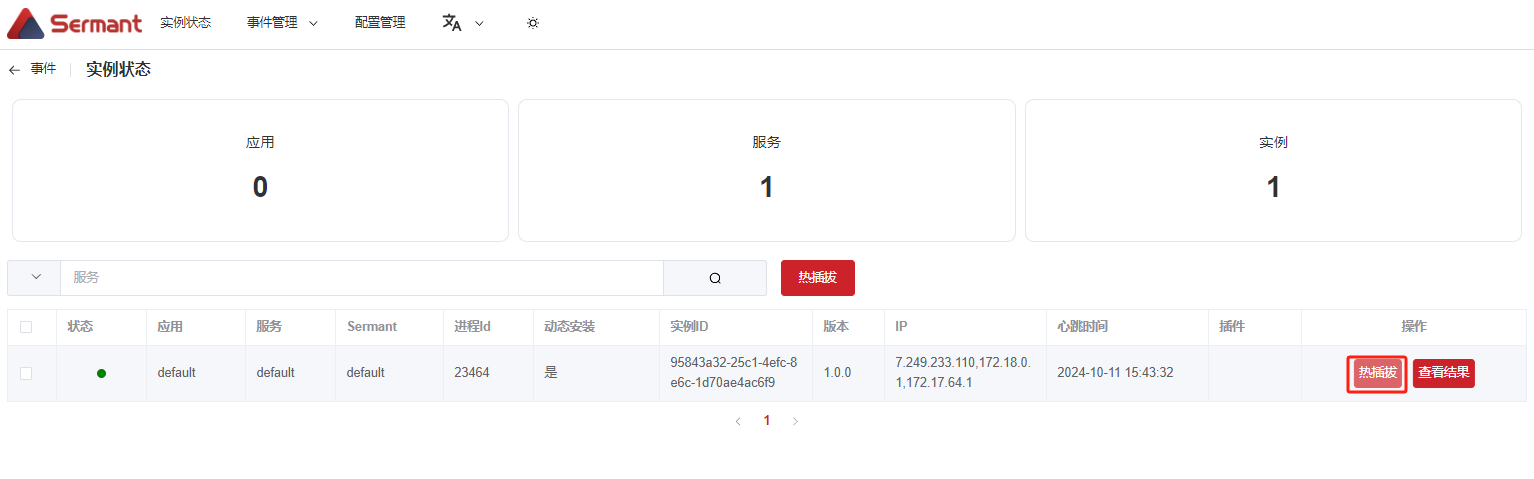 Sermant 实例状态 事件管理 配置管理
事件 实例状态
应用 服务 实例
0 1 1
服务 热插拔
状态 应用 服务 Sermant 进程Id 动态安装 实例ID 版本 IP 心跳时间 插件 操作
default default default 23464 是 95843a32-25c1-4efc-8 1.0.0 7.249.233.110,172.18.0. 2024-10-11 15:43:32 热插拔 查看结果
e6c-1d70ae4ac6f9 1,172.17.64.1
1